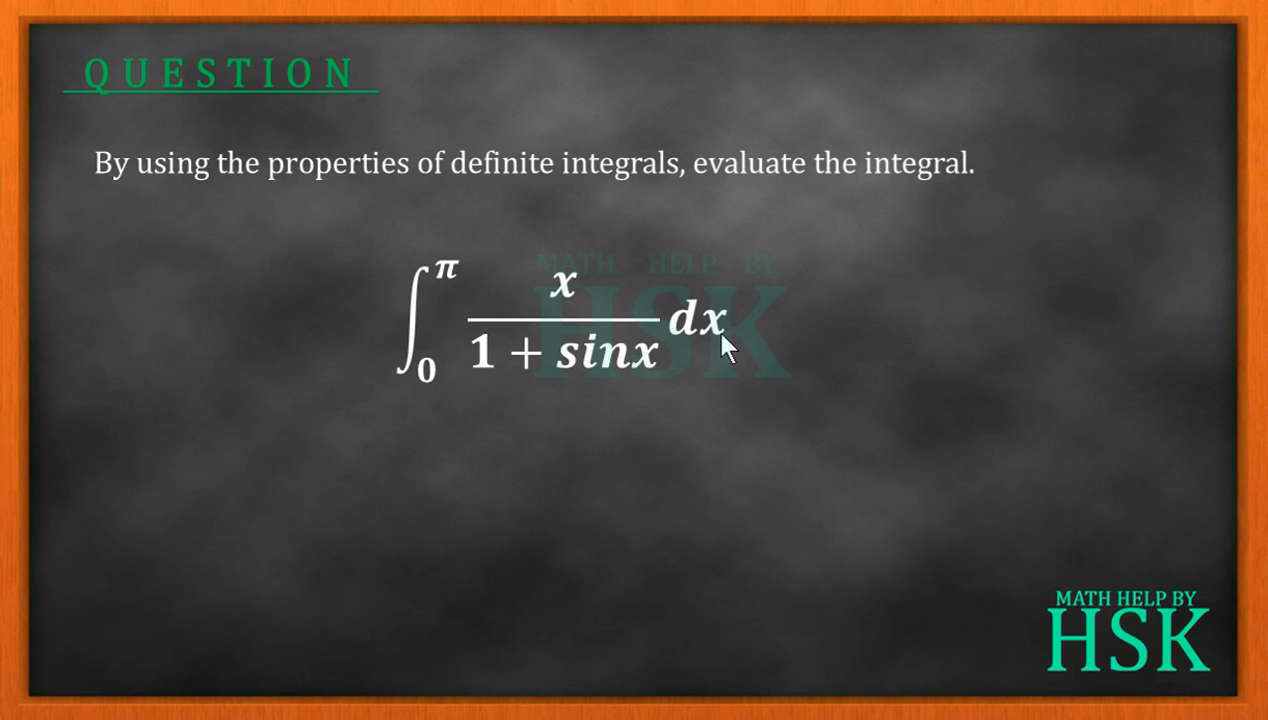 QUESTION
By using the properties of definite integrals, evaluate the integral.
∫₀^π x / (1 + sinx) dx
MATH HELP BY
HSK
MATH HELP BY
HSK